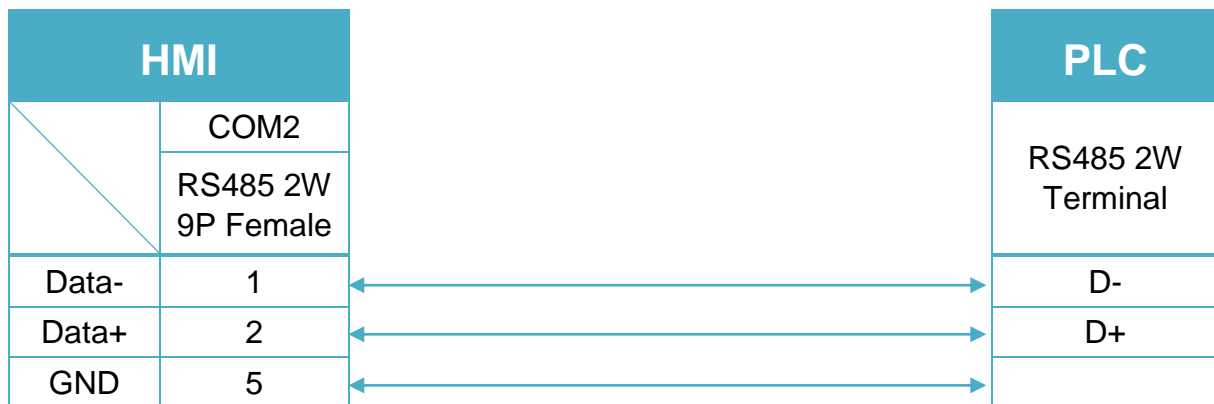 HMI
PLC
COM2
RS485 2W
9P Female
RS485 2W
Terminal
Data- 1 D-
Data+ 2 D+
GND 5